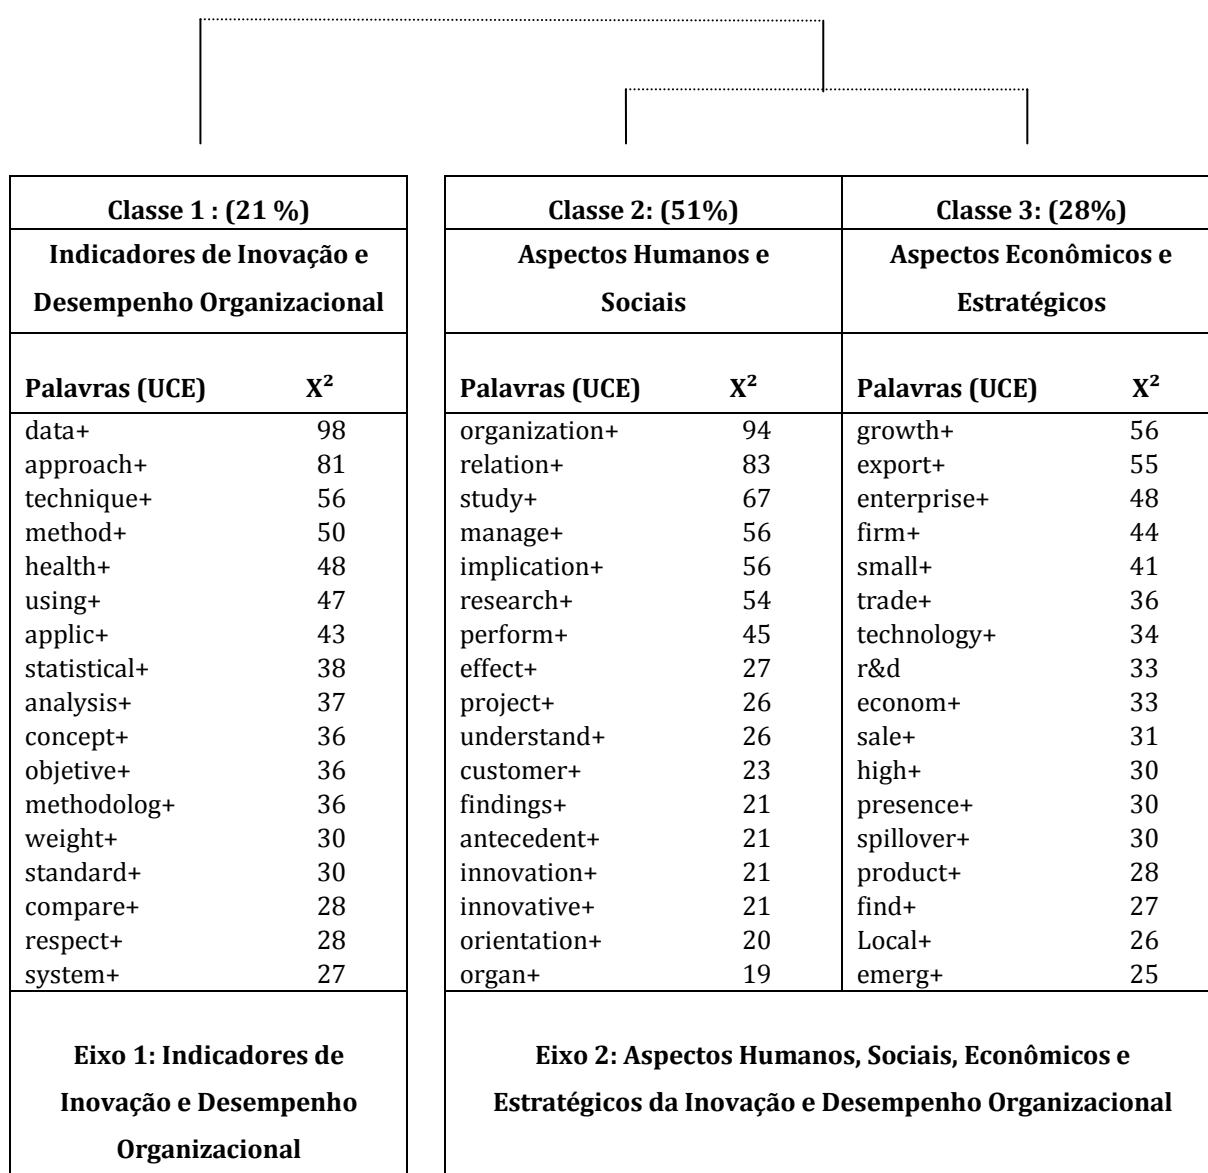 Classe 1 : (21 %)
Indicadores de Inovação e
Desempenho Organizacional
Palavras (UCE) X²
data+ 98
approach+ 81
technique+ 56
method+ 50
health+ 48
using+ 47
applic+ 43
statistical+ 38
analysis+ 37
concept+ 36
objetive+ 36
methodolog+ 36
weight+ 30
standard+ 30
compare+ 28
respect+ 28
system+ 27
Eixo 1: Indicadores de
Inovação e Desempenho
Organizacional
Classe 2: (51%)
Aspectos Humanos e
Sociais
Palavras (UCE) X²
organization+ 94
relation+ 83
study+ 67
manage+ 56
implication+ 56
research+ 54
perform+ 45
effect+ 27
project+ 26
understand+ 26
customer+ 23
findings+ 21
antecedent+ 21
innovation+ 21
innovative+ 21
orientation+ 20
organ+ 19
Classe 3: (28%)
Aspectos Econômicos e
Estratégicos
Palavras (UCE) X²
growth+ 56
export+ 55
enterprise+ 48
firm+ 44
small+ 41
trade+ 36
technology+ 34
r&d 33
econom+ 33
sale+ 31
high+ 30
presence+ 30
spillover+ 30
product+ 28
find+ 27
Local+ 26
emerg+ 25
Eixo 2: Aspectos Humanos, Sociais, Econômicos e
Estratégicos da Inovação e Desempenho Organizacional